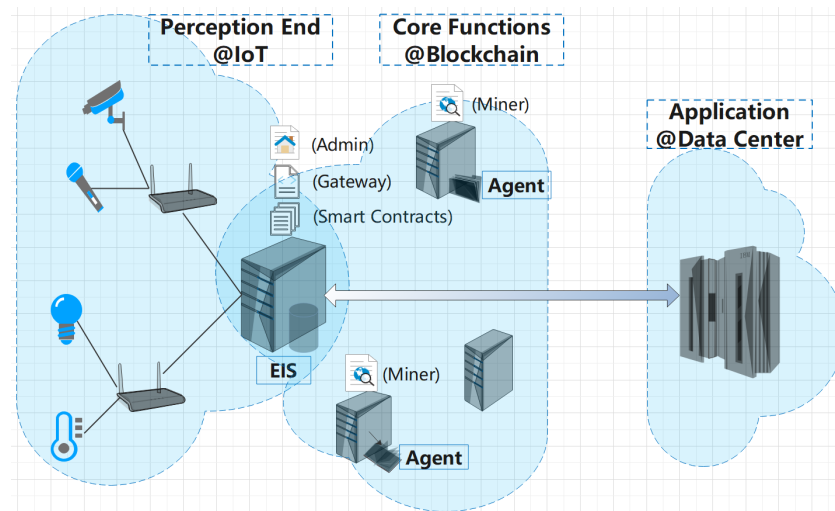 Perception End
@IoT
Core Functions
@Blockchain
(Miner)
Application
@Data Center
(Admin)
(Gateway)
Agent
(Smart Contracts)
EIS
(Miner)
Agent